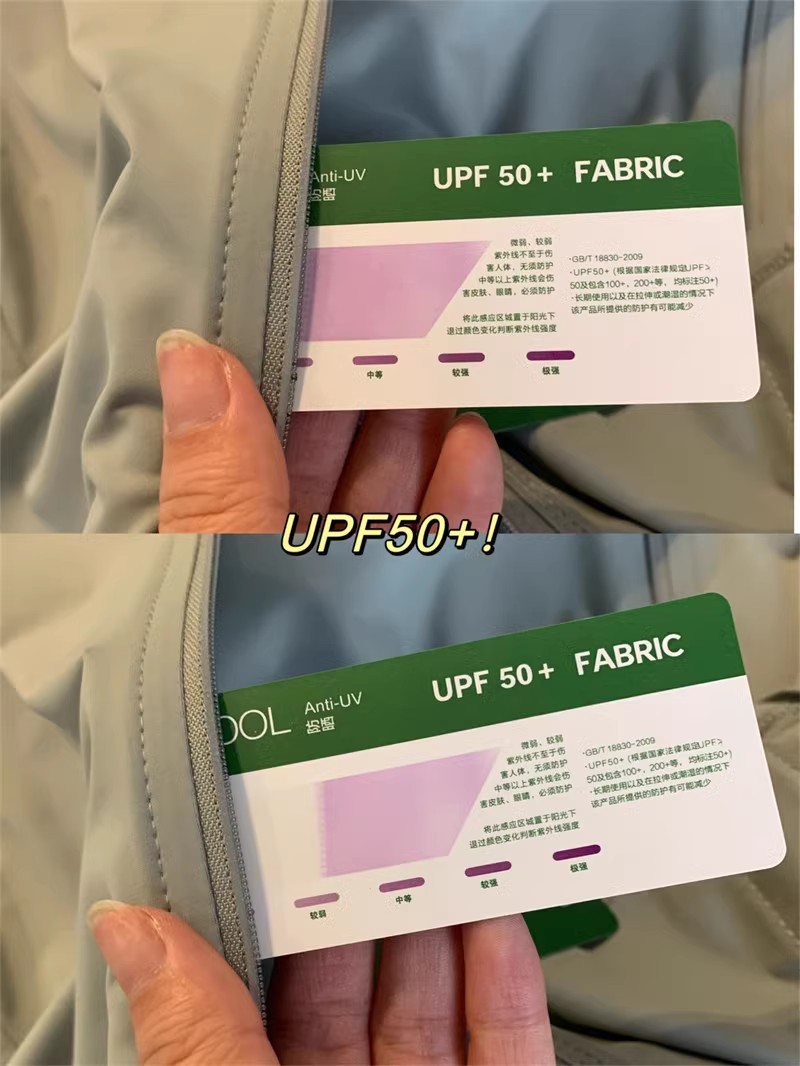 Anti-UV
防晒
UPF 50+ FABRIC
微弱、较弱
紫外线不至于伤
害人体，无须防护
中等以上紫外线会伤
害皮肤、眼睛，必须防护
将此感应区域置于阳光下
退过颜色变化判断紫外线强度
·GB/T 18830-2009
·UPF50+（根据国家法律规定UPF>
50及包含100+、200+等，均标注50+）
·长期使用以及在拉伸或潮湿的情况下
该产品所提供的防护有可能减少
中等
较强
极强
UPF50+!
OOL
Anti-UV
防晒
UPF 50+ FABRIC
微弱、较弱
紫外线不至于伤
害人体，无须防护
中等以上紫外线会伤
害皮肤、眼睛，必须防护
将此感应区域置于阳光下
退过颜色变化判断紫外线强度
·GB/T 18830-2009
·UPF50+（根据国家法律规定UPF>
50及包含100+、200+等，均标注50+）
·长期使用以及在拉伸或潮湿的情况下
该产品所提供的防护有可能减少
较弱
中等
较强
极强